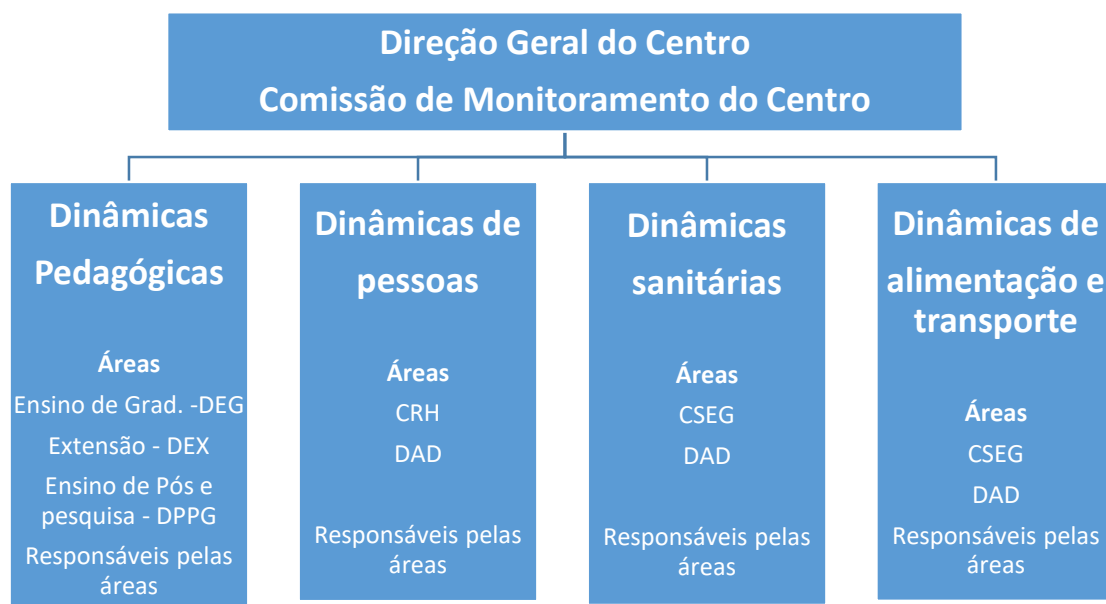 Direção Geral do Centro
Comissão de Monitoramento do Centro
Dinâmicas
Pedagógicas
Áreas
Ensino de Grad. -DEG
Extensão - DEX
Ensino de Pós e
pesquisa - DPPG
Responsáveis pelas
áreas
Dinâmicas de
pessoas
Áreas
CRH
DAD
Responsáveis pelas
áreas
Dinâmicas
sanitárias
Áreas
CSEG
DAD
Responsáveis pelas
áreas
Dinâmicas de
alimentação e
transporte
Áreas
CSEG
DAD
Responsáveis pelas
áreas